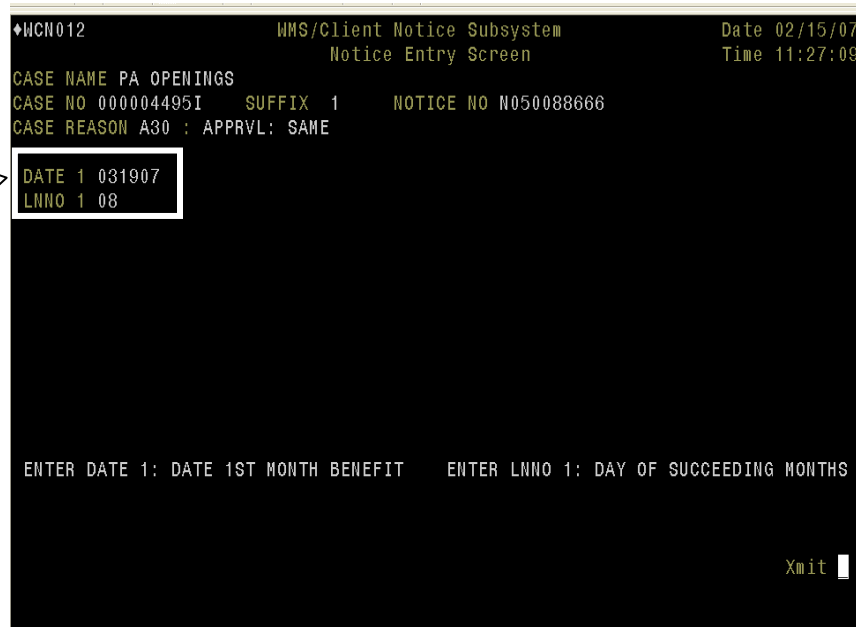 ♦WCN012 WMS/Client Notice Subsystem Date 02/15/07
Notice Entry Screen Time 11:27:09
CASE NAME PA OPENINGS
CASE NO 000004495I SUFFIX 1 NOTICE NO N050088666
CASE REASON A30 : APPRVL: SAME
DATE 1 031907
LNNO 1 08
ENTER DATE 1: DATE 1ST MONTH BENEFIT ENTER LNNO 1: DAY OF SUCCEEDING MONTHS
Xmit